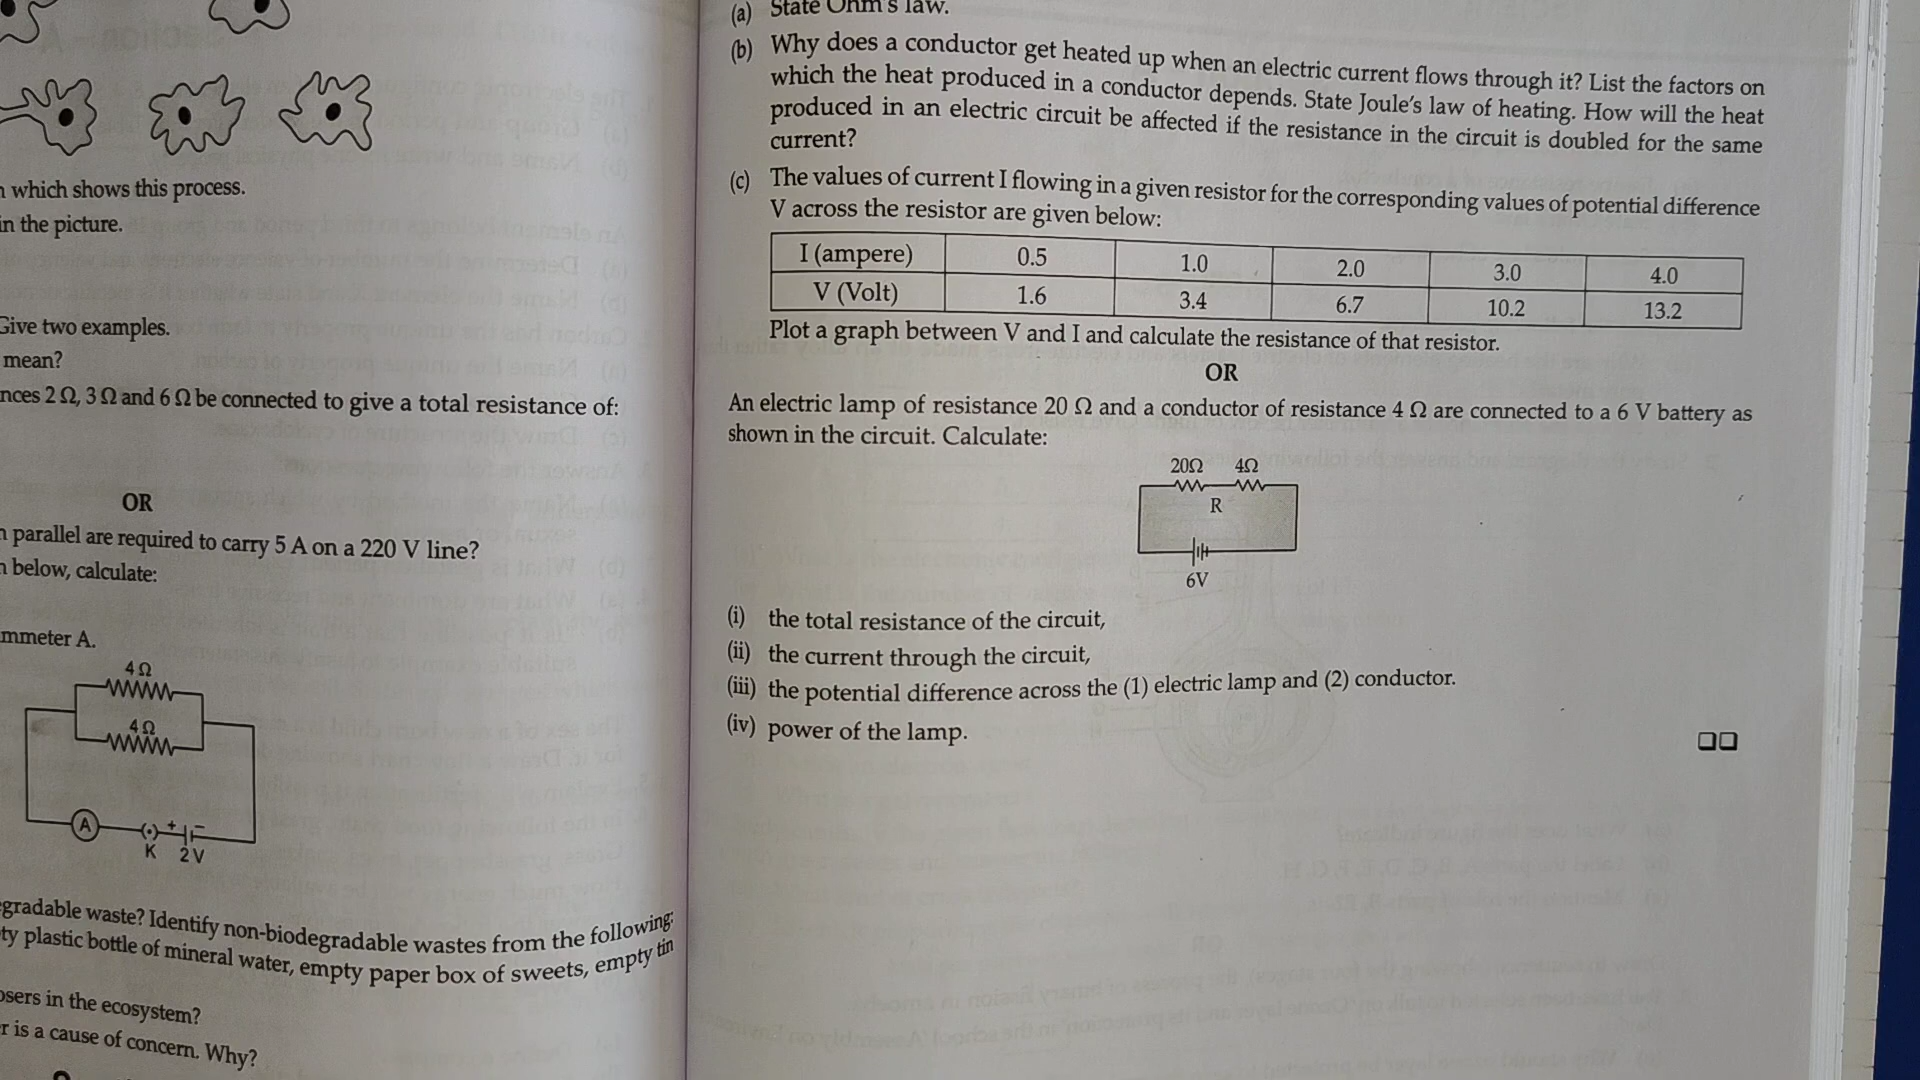 which shows this process.
in the picture.
Give two examples.
mean?
2 Ω, 3 Ω and 6 Ω be connected to give a total resistance of:
OR
parallel are required to carry 5 A on a 220 V line?
below, calculate:
A.
4 Ω
4 Ω
A
K
+ −
2 V
waste? Identify non-biodegradable wastes from the following:
plastic bottle of mineral water, empty paper box of sweets, empty tin
in the ecosystem?
is a cause of concern. Why?
(a) State Ohm's law.
(b) Why does a conductor get heated up when an electric current flows through it? List the factors on
which the heat produced in a conductor depends. State Joule's law of heating. How will the heat
produced in an electric circuit be affected if the resistance in the circuit is doubled for the same
current?
(c) The values of current I flowing in a given resistor for the corresponding values of potential difference
V across the resistor are given below:
I (ampere) 0.5 1.0 2.0 3.0 4.0
V (Volt) 1.6 3.4 6.7 10.2 13.2
Plot a graph between V and I and calculate the resistance of that resistor.
OR
An electric lamp of resistance 20 Ω and a conductor of resistance 4 Ω are connected to a 6 V battery as
shown in the circuit. Calculate:
20Ω 4Ω
R
6V
(i) the total resistance of the circuit,
(ii) the current through the circuit,
(iii) the potential difference across the (1) electric lamp and (2) conductor.
(iv) power of the lamp.